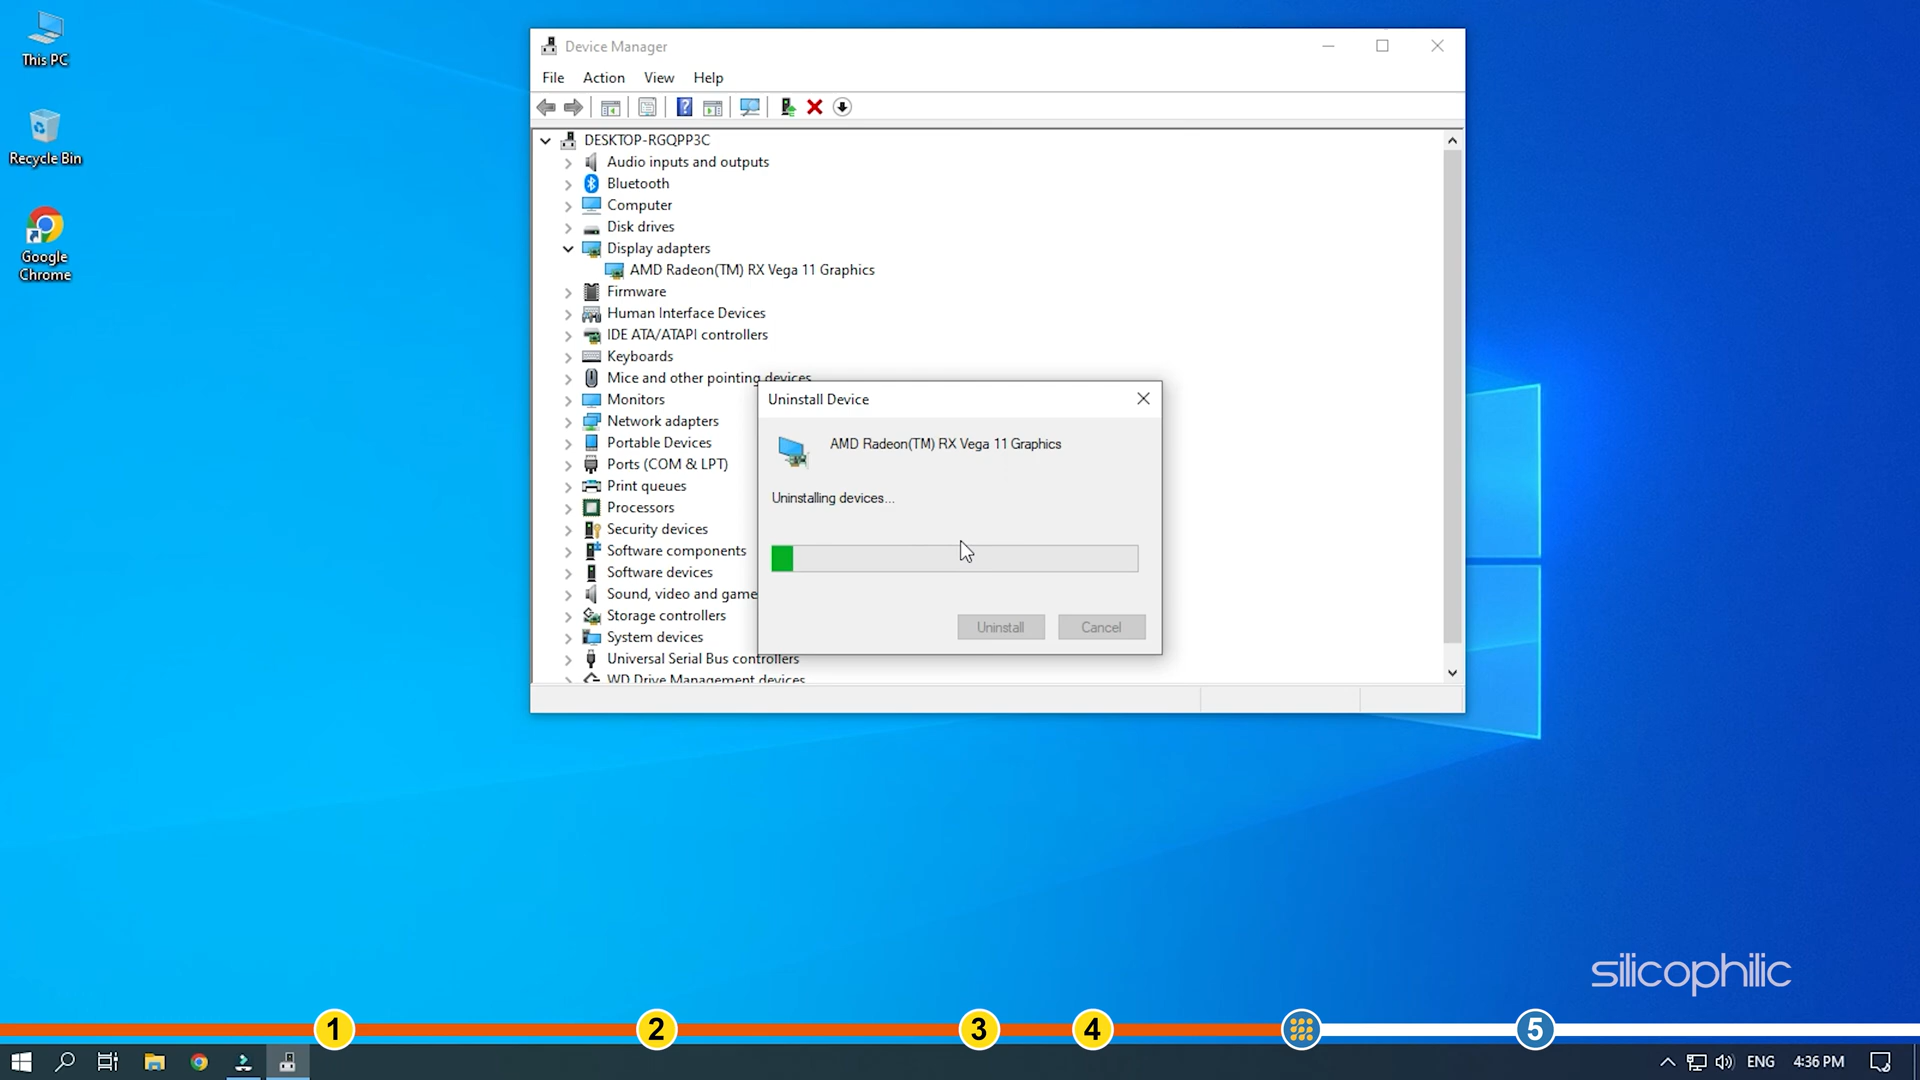 This PC
Recycle Bin
Google
Chrome
Device Manager
File Action View Help
DESKTOP-RGQPP3C
Audio inputs and outputs
Bluetooth
Computer
Disk drives
Display adapters
AMD Radeon(TM) RX Vega 11 Graphics
Firmware
Human Interface Devices
IDE ATA/ATAPI controllers
Keyboards
Mice and other pointing devices
Monitors
Network adapters
Portable Devices
Ports (COM & LPT)
Print queues
Processors
Security devices
Software components
Software devices
Sound, video and game
Storage controllers
System devices
Universal Serial Bus controllers
WD Drive Management devices
Uninstall Device
AMD Radeon(TM) RX Vega 11 Graphics
Uninstalling devices...
Uninstall Cancel
silicophilic
1 2 3 4 5
ENG 4:36 PM